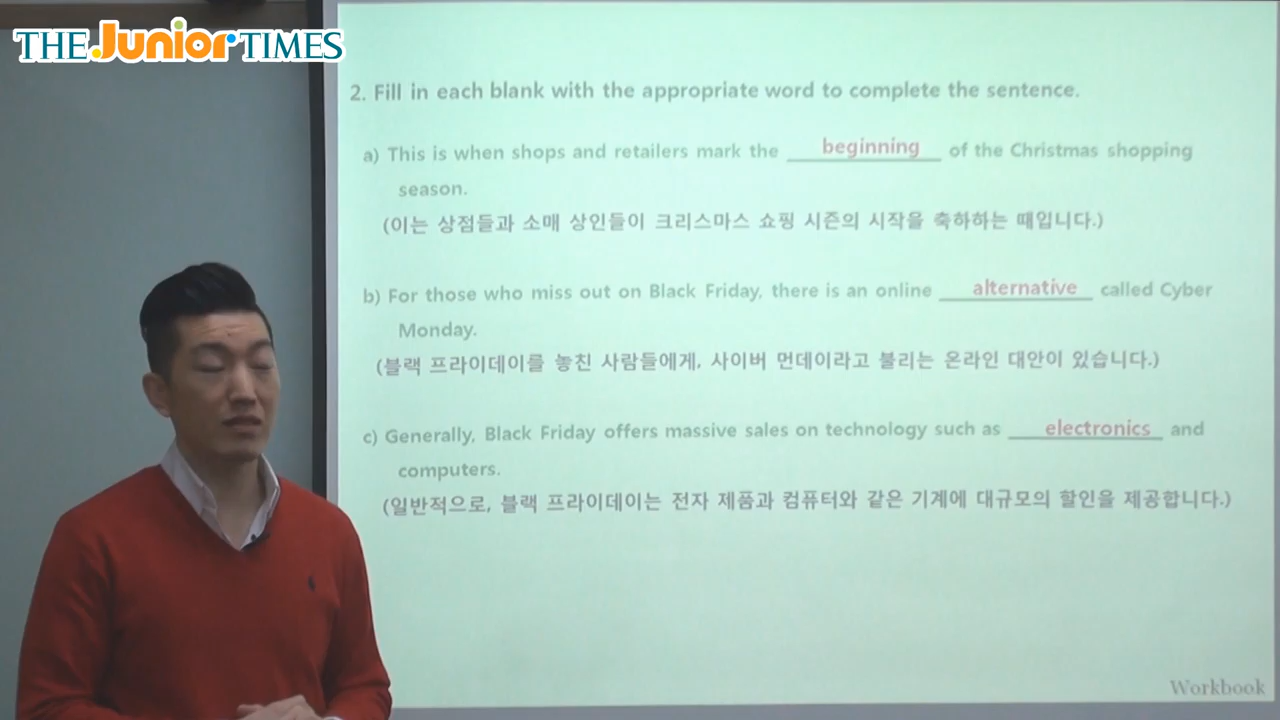 THE Junior TIMES
2. Fill in each blank with the appropriate word to complete the sentence.
a) This is when shops and retailers mark the beginning of the Christmas shopping
season.
(이는 상점들과 소매 상인들이 크리스마스 쇼핑 시즌의 시작을 축하하는 때입니다.)
b) For those who miss out on Black Friday, there is an online alternative called Cyber
Monday.
(블랙 프라이데이를 놓친 사람들에게, 사이버 먼데이라고 불리는 온라인 대안이 있습니다.)
c) Generally, Black Friday offers massive sales on technology such as electronics and
computers.
(일반적으로, 블랙 프라이데이는 전자 제품과 컴퓨터와 같은 기계에 대규모의 할인을 제공합니다.)
Workbook